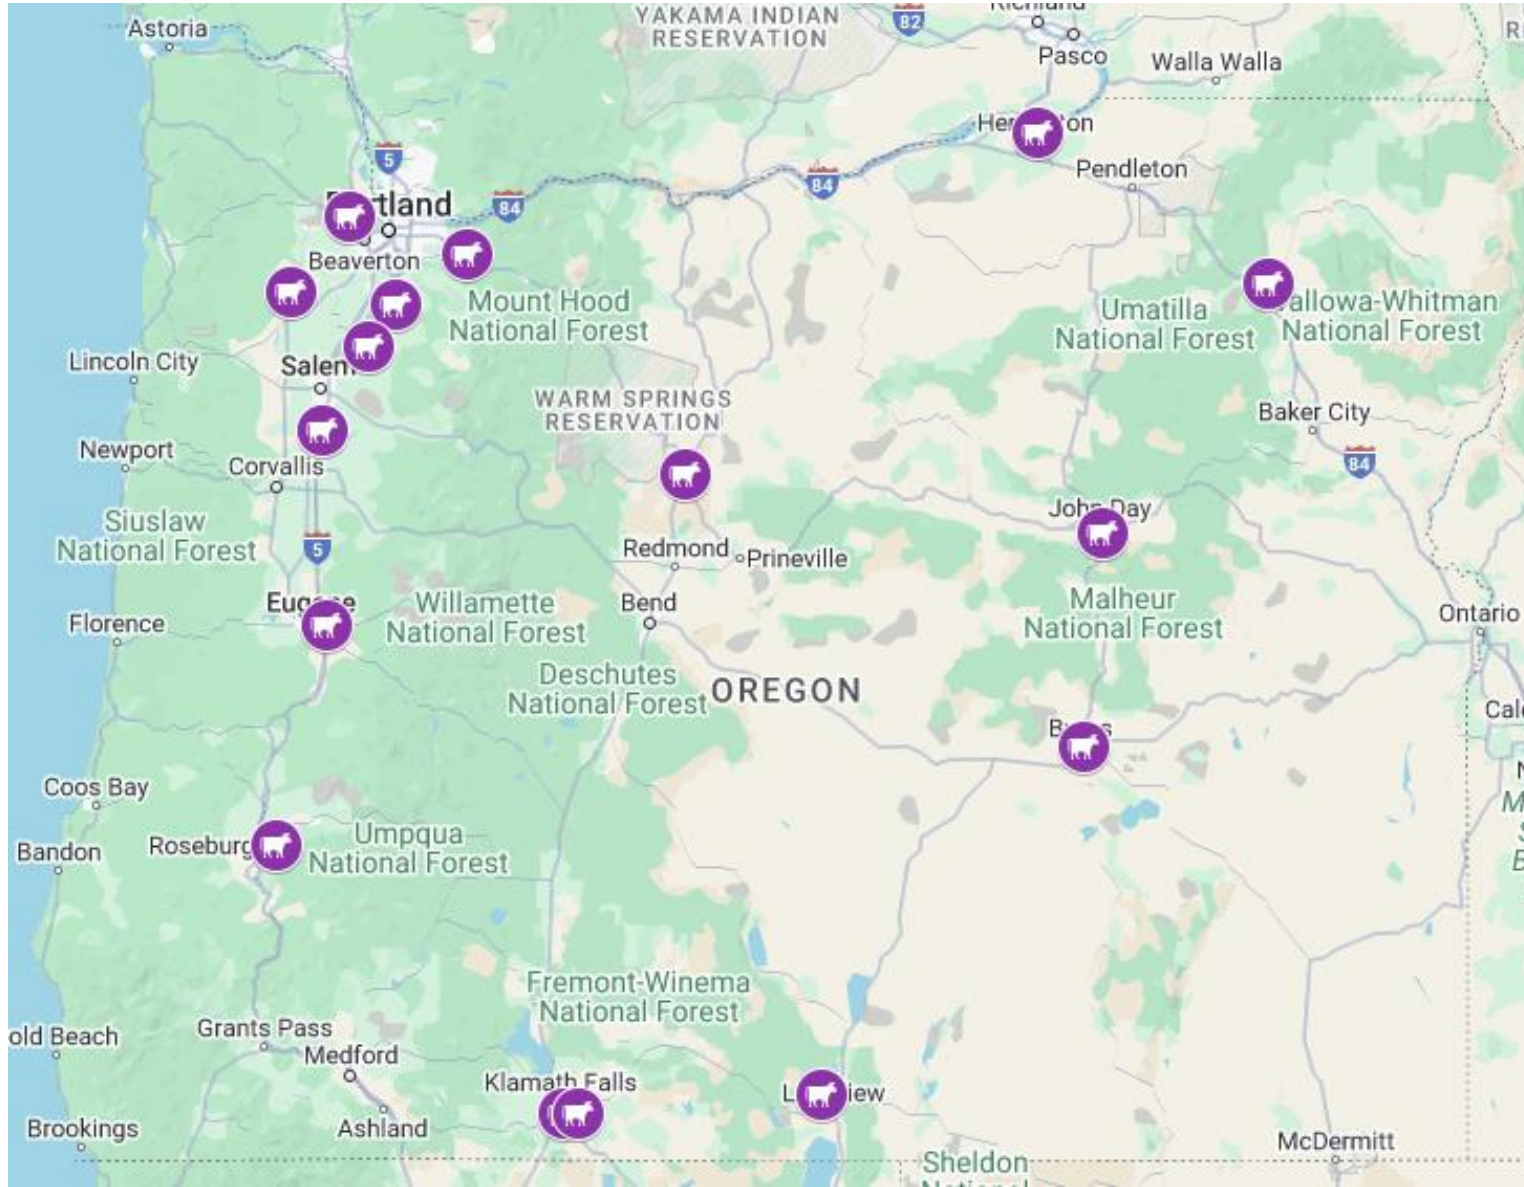 Astoria
YAKAMA INDIAN
RESERVATION
82
Richland
Pasco
Walla Walla
5
84
84
Pendleton
Beaverton
Mount Hood
National Forest
Umatilla
National Forest
National Forest
Lincoln City
WARM SPRINGS
RESERVATION
Baker City
84
Newport
Corvallis
Siuslaw
National Forest
5
Redmond
Prineville
Florence
Willamette
National Forest
Bend
Malheur
National Forest
Ontario
Deschutes
National Forest
OREGON
Coos Bay
Bandon
Umpqua
National Forest
Fremont-Winema
National Forest
Grants Pass
old Beach
Medford
Klamath Falls
Brookings
Ashland
McDermitt
Sheldon